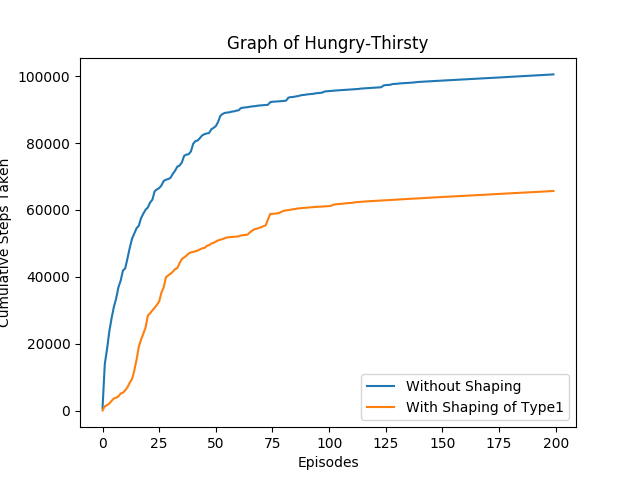 Graph of Hungry-Thirsty
Cumulative Steps Taken
100000
80000
60000
40000
20000
0
0 25 50 75 100 125 150 175 200
Episodes
Without Shaping
With Shaping of Type1